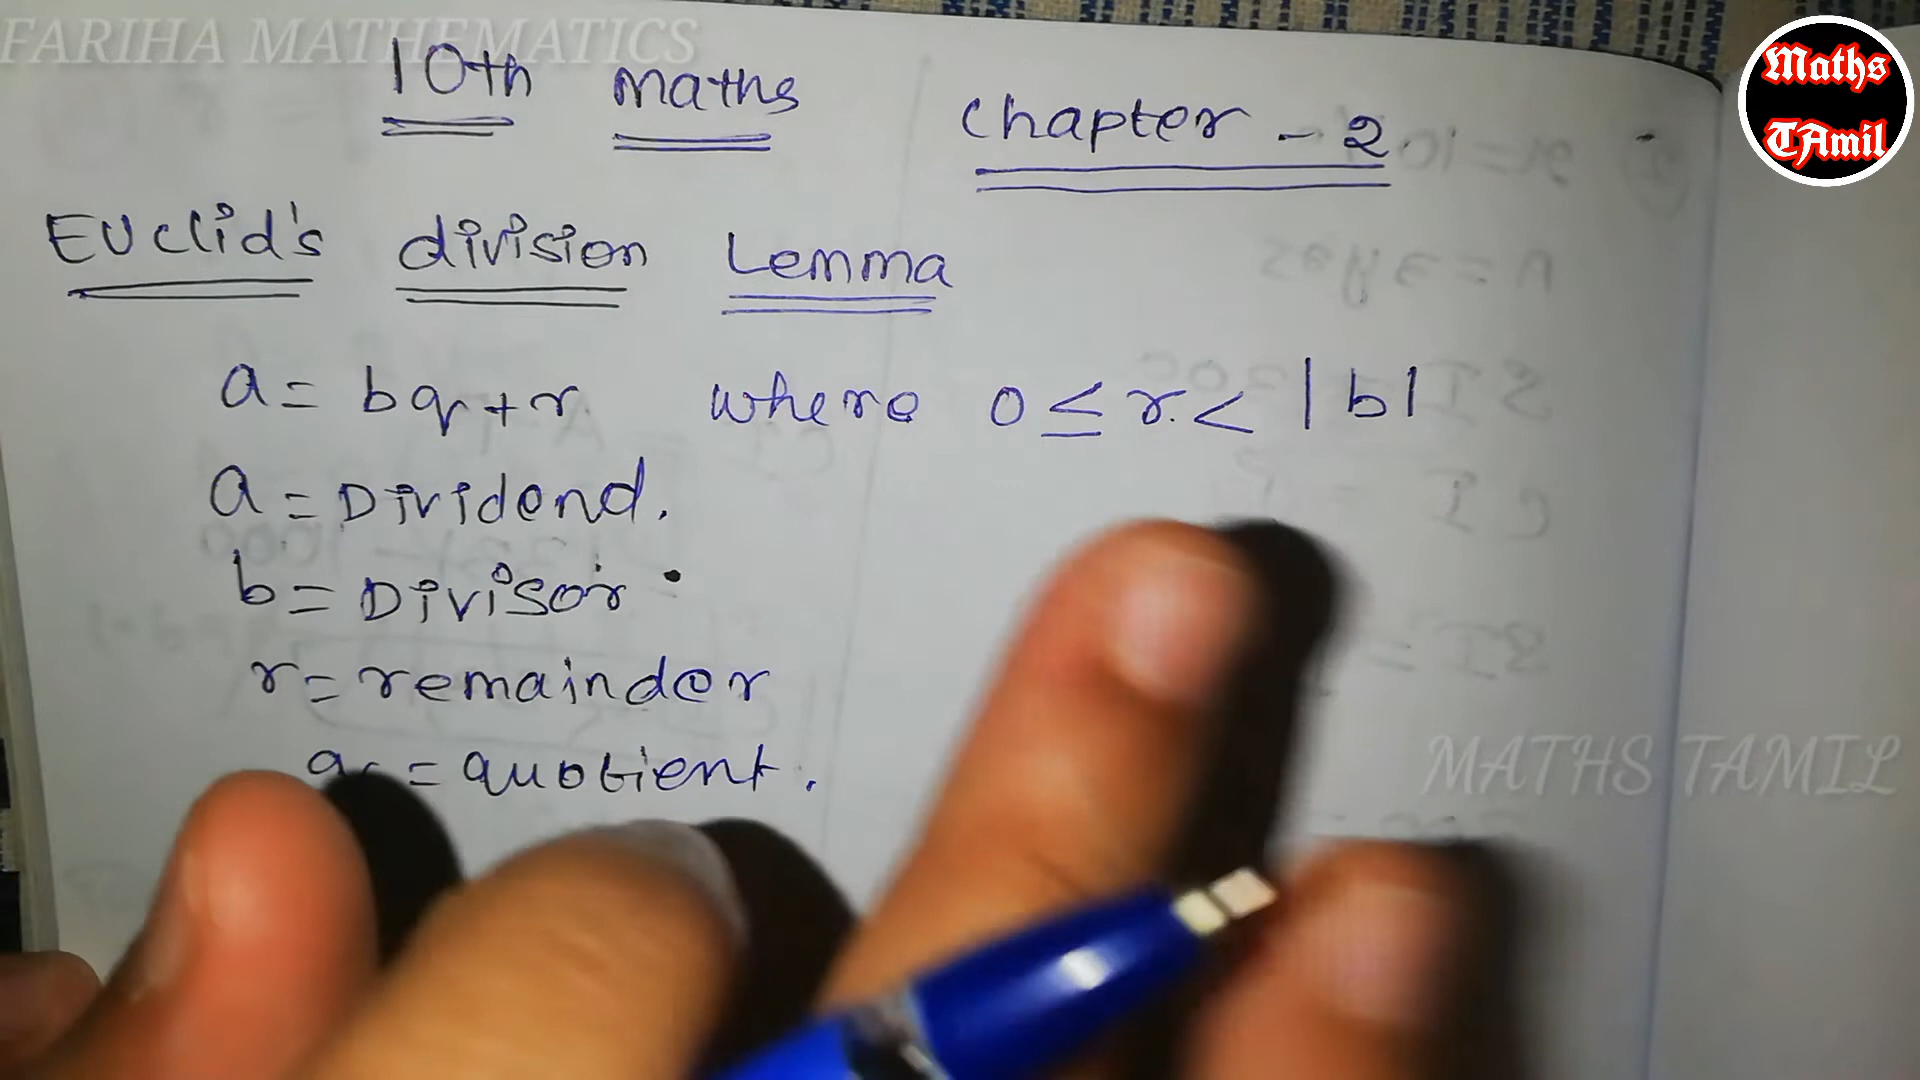 FARIHA MATHEMATICS
Maths
TAmil
10th maths chapter - 2
Euclid's division Lemma
a = bq + r where 0 ≤ r < |b|
a = Dividend.
b = Divisor
r = remainder
q = quotient.
MATHS TAMIL